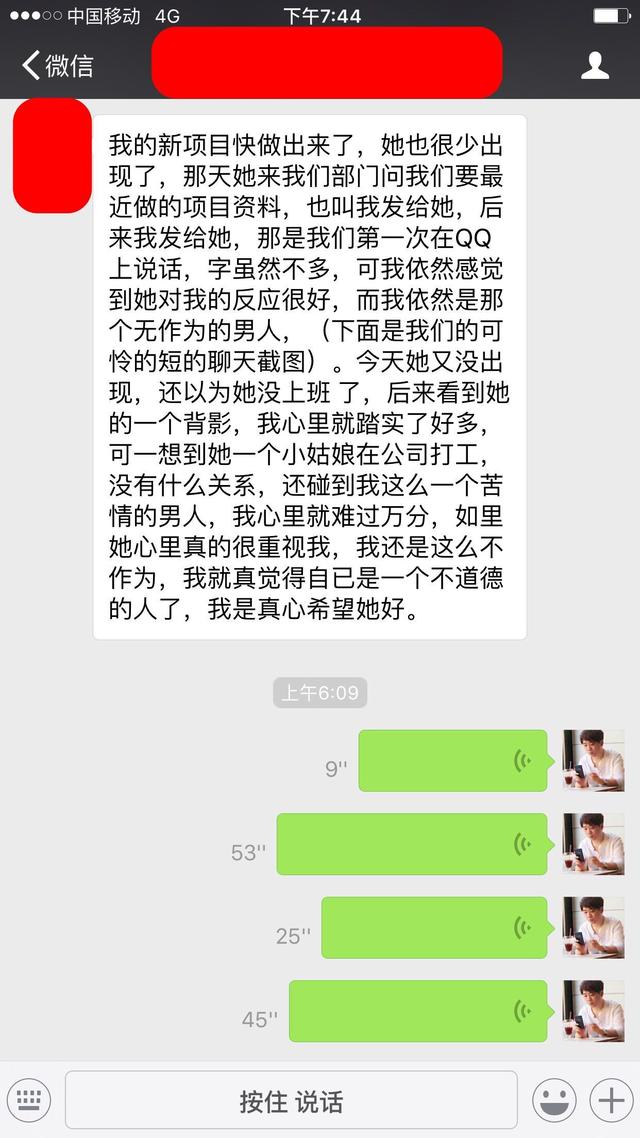 中国移动 4G 下午7:44
微信
我的新项目快做出来了，她也很少出
现了，那天她来我们部门问我们要最
近做的项目资料，也叫我发给她，后
来我发给她，那是我们第一次在QQ
上说话，字虽然不多，可我依然感觉
到她对我的反应很好，而我依然是那
个无作为的男人，（下面是我们的可
怜的短的聊天截图）。今天她又没出
现，还以为她没上班 了，后来看到她
的一个背影，我心里就踏实了好多，
可一想到她一个小姑娘在公司打工，
没有什么关系，还碰到我这么一个苦
情的男人，我心里就难过万分，如里
她心里真的很重视我，我还是这么不
作为，我就真觉得自已是一个不道德
的人了，我是真心希望她好。
上午6:09
9''
53''
25''
45''
按住 说话